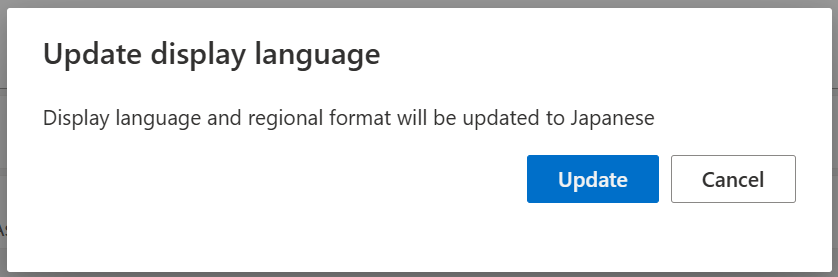 Update display language
Display language and regional format will be updated to Japanese
Update Cancel